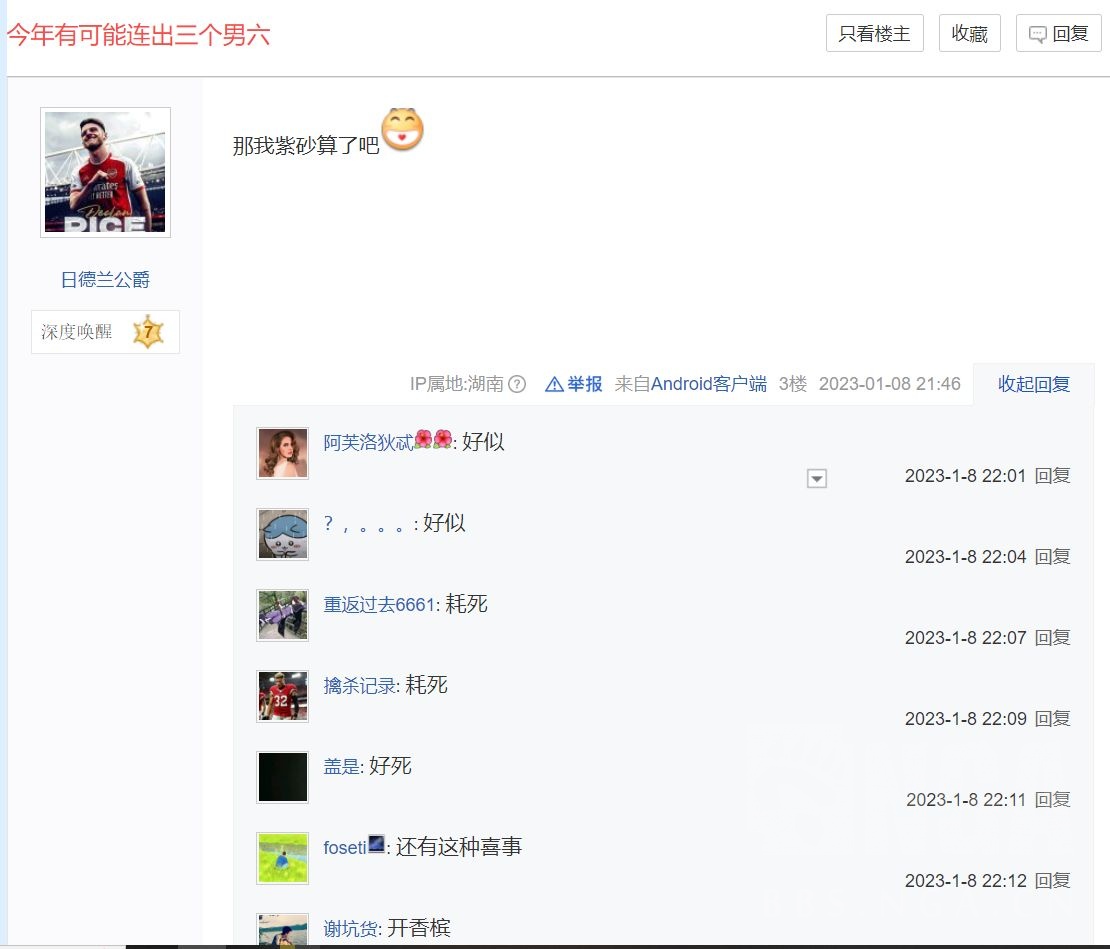 今年有可能连出三个男六
只看楼主 收藏 回复
那我紫砂算了吧
Declan
RICE
日德兰公爵
深度唤醒 7
IP属地:湖南? 举报 来自Android客户端 3楼 2023-01-08 21:46 收起回复
阿芙洛狄忒🌺🌺: 好似
2023-1-8 22:01 回复
？，。。。: 好似
2023-1-8 22:04 回复
重返过去6661: 耗死
2023-1-8 22:07 回复
擒杀记录: 耗死
32
2023-1-8 22:09 回复
盖是: 好死
2023-1-8 22:11 回复
foseti🌌: 还有这种喜事
2023-1-8 22:12 回复
谢坑货: 开香槟